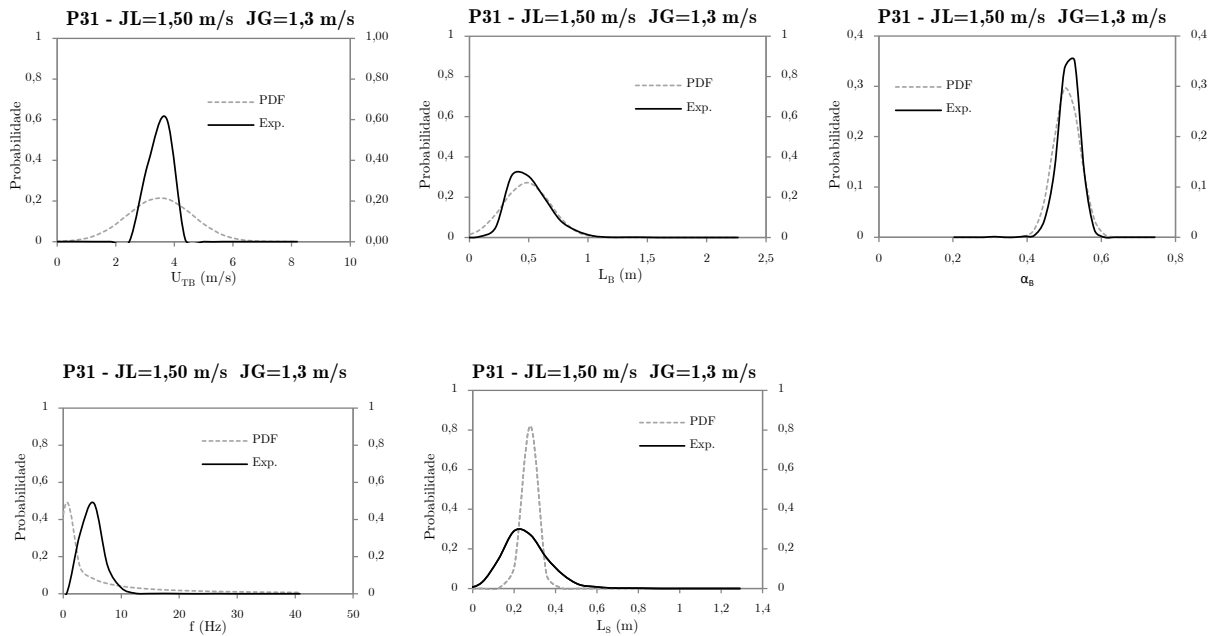 P31 - JL=1,50 m/s JG=1,3 m/s
1 1,00
0,8 0,80
0,6 0,60
0,4 0,40
0,2 0,20
0 0,00
0 2 4 6 8 10
Probabilidade
U_TB (m/s)
PDF
Exp.
P31 - JL=1,50 m/s JG=1,3 m/s
1 1
0,8 0,8
0,6 0,6
0,4 0,4
0,2 0,2
0 0
0 0,5 1 1,5 2 2,5
Probabilidade
L_B (m)
PDF
Exp.
P31 - JL=1,50 m/s JG=1,3 m/s
0,4 0,4
0,3 0,3
0,2 0,2
0,1 0,1
0 0
0 0,2 0,4 0,6 0,8
Probabilidade
α_B
PDF
Exp.
P31 - JL=1,50 m/s JG=1,3 m/s
1 1
0,8 0,8
0,6 0,6
0,4 0,4
0,2 0,2
0 0
0 10 20 30 40 50
Probabilidade
f (Hz)
PDF
Exp.
P31 - JL=1,50 m/s JG=1,3 m/s
1 1
0,8 0,8
0,6 0,6
0,4 0,4
0,2 0,2
0 0
0 0,2 0,4 0,6 0,8 1 1,2 1,4
Probabilidade
L_S (m)
PDF
Exp.